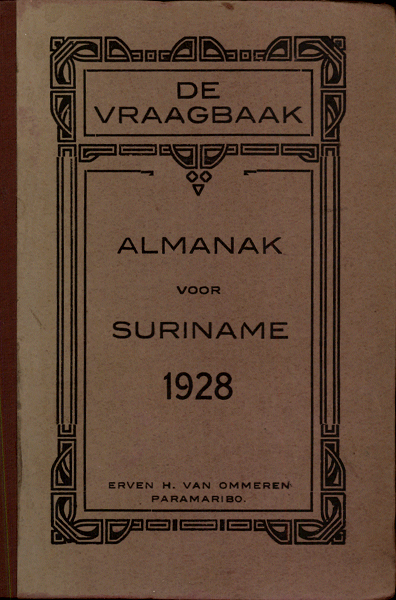 DE
VRAAGBAAK
ALMANAK
VOOR
SURINAME
1928
ERVEN H. VAN OMMEREN
PARAMARIBO.